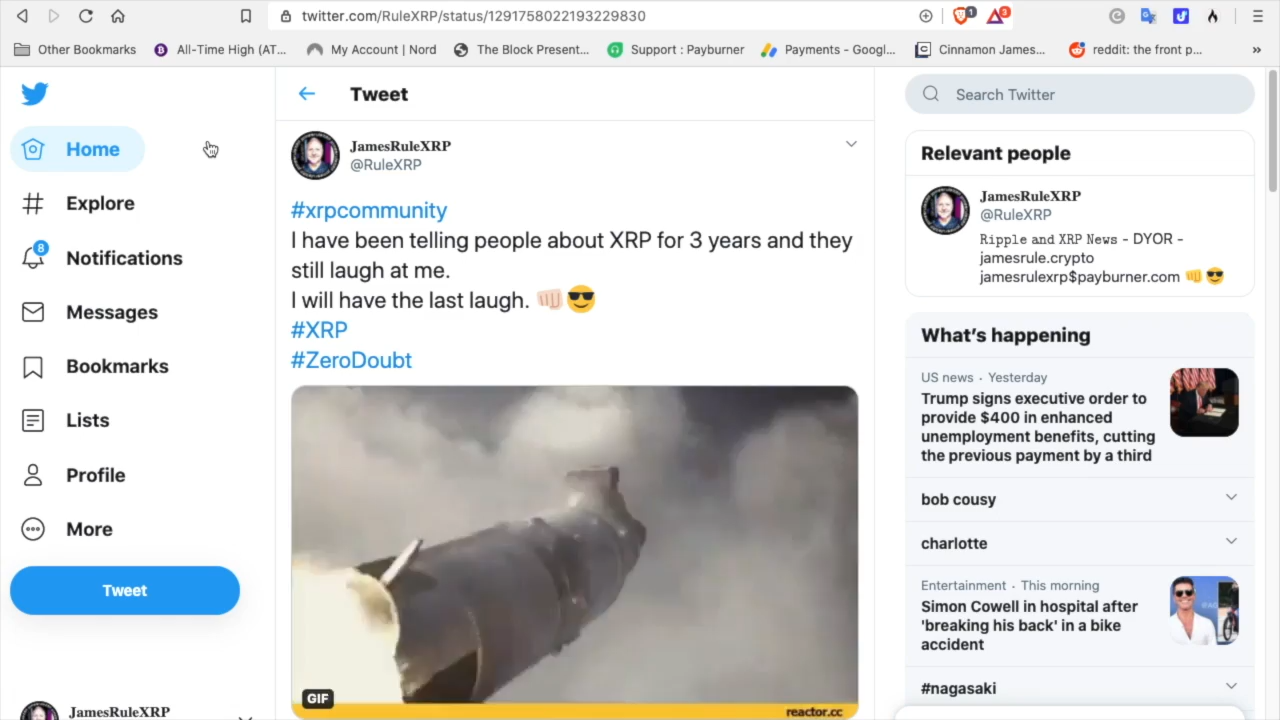 twitter.com/RuleXRP/status/1291758022193229830
1
3
Other Bookmarks
All-Time High (AT...
My Account | Nord
The Block Present...
Support : Payburner
Payments - Googl...
Cinnamon James...
reddit: the front p...
»
Home
Explore
8
Notifications
Messages
Bookmarks
Lists
Profile
More
Tweet
JamesRuleXRP
Tweet
JamesRuleXRP
@RuleXRP
#xrpcommunity
I have been telling people about XRP for 3 years and they
still laugh at me.
I will have the last laugh. 👊🏻😎
#XRP
#ZeroDoubt
GIF
reactor.cc
Search Twitter
Relevant people
JamesRuleXRP
@RuleXRP
Ripple and XRP News - DYOR -
jamesrule.crypto
jamesrulexrp$payburner.com 👊😎
What’s happening
US news · Yesterday
Trump signs executive order to
provide $400 in enhanced
unemployment benefits, cutting
the previous payment by a third
bob cousy
charlotte
Entertainment · This morning
Simon Cowell in hospital after
'breaking his back' in a bike
accident
#nagasaki